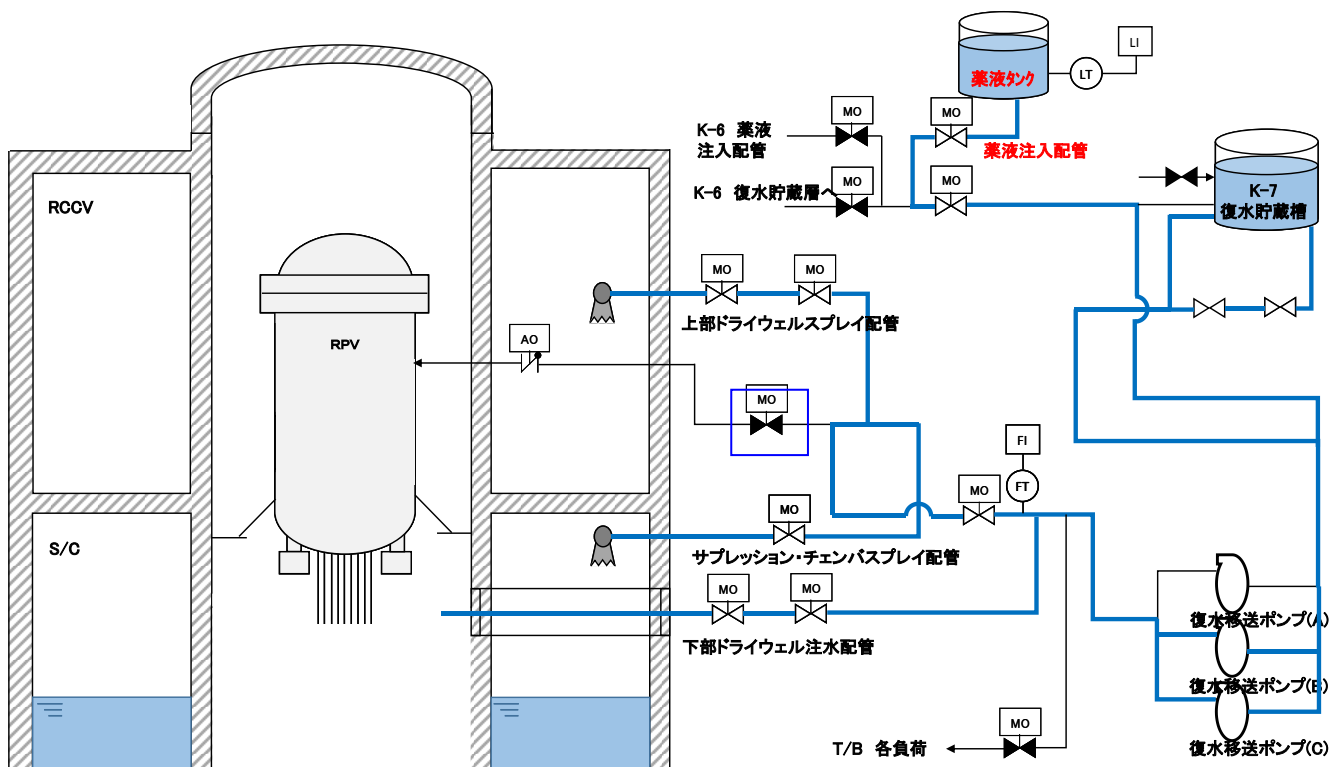 薬液タンク
LT
LI
MO
MO
K-6 薬液
注入配管
薬液注入配管
MO
MO
K-6 復水貯蔵層へ
K-7
復水貯蔵槽
RCCV
MO
MO
上部ドライウェルスプレイ配管
RPV
AO
MO
FI
FT
MO
MO
S/C
サプレッション・チェンバスプレイ配管
MO
MO
下部ドライウェル注水配管
復水移送ポンプ(A)
復水移送ポンプ(B)
復水移送ポンプ(C)
MO
T/B 各負荷